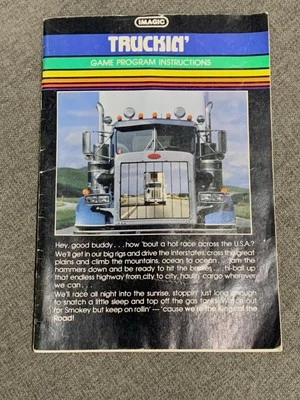 IMAGIC
TRUCKIN'
GAME PROGRAM INSTRUCTIONS
Hey, good buddy . . . how 'bout a hot race across the U.S.A.?
We'll get in our big rigs and drive the interstates, cross the great
plains and climb the mountains, ocean to ocean . . . Jam the
hammers down and be ready to hit the brakes . . . hi-ball up
that endless highway from city to city, haulin' cargo wherever
we can . . .
We'll race all night into the sunrise, stoppin' just long enough
to snatch a little sleep and top off the gas tanks. Watch out
for Smokey but keep on rollin' — 'cause we're the Kings of the
Road!